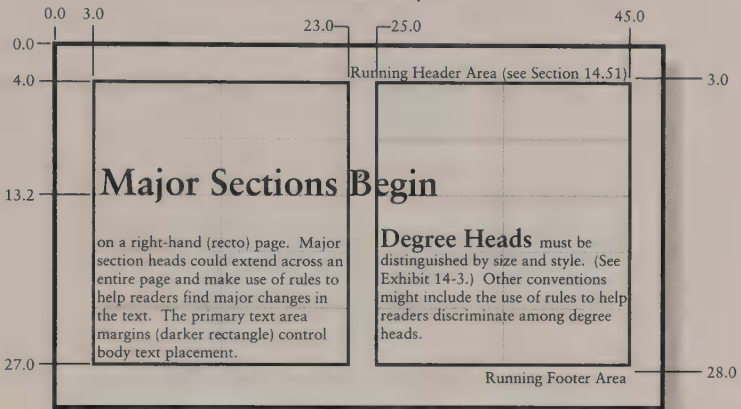 0.0 3.0 23.0 25.0 45.0
0.0
Running Header Area (see Section 14.51)
4.0
3.0
Major Sections Begin
13.2
on a right-hand (recto) page. Major
section heads could extend across an
entire page and make use of rules to
help readers find major changes in
the text. The primary text area
margins (darker rectangle) control
body text placement.
Degree Heads must be
distinguished by size and style. (See
Exhibit 14-3.) Other conventions
might include the use of rules to help
readers discriminate among degree
heads.
27.0
28.0
Running Footer Area